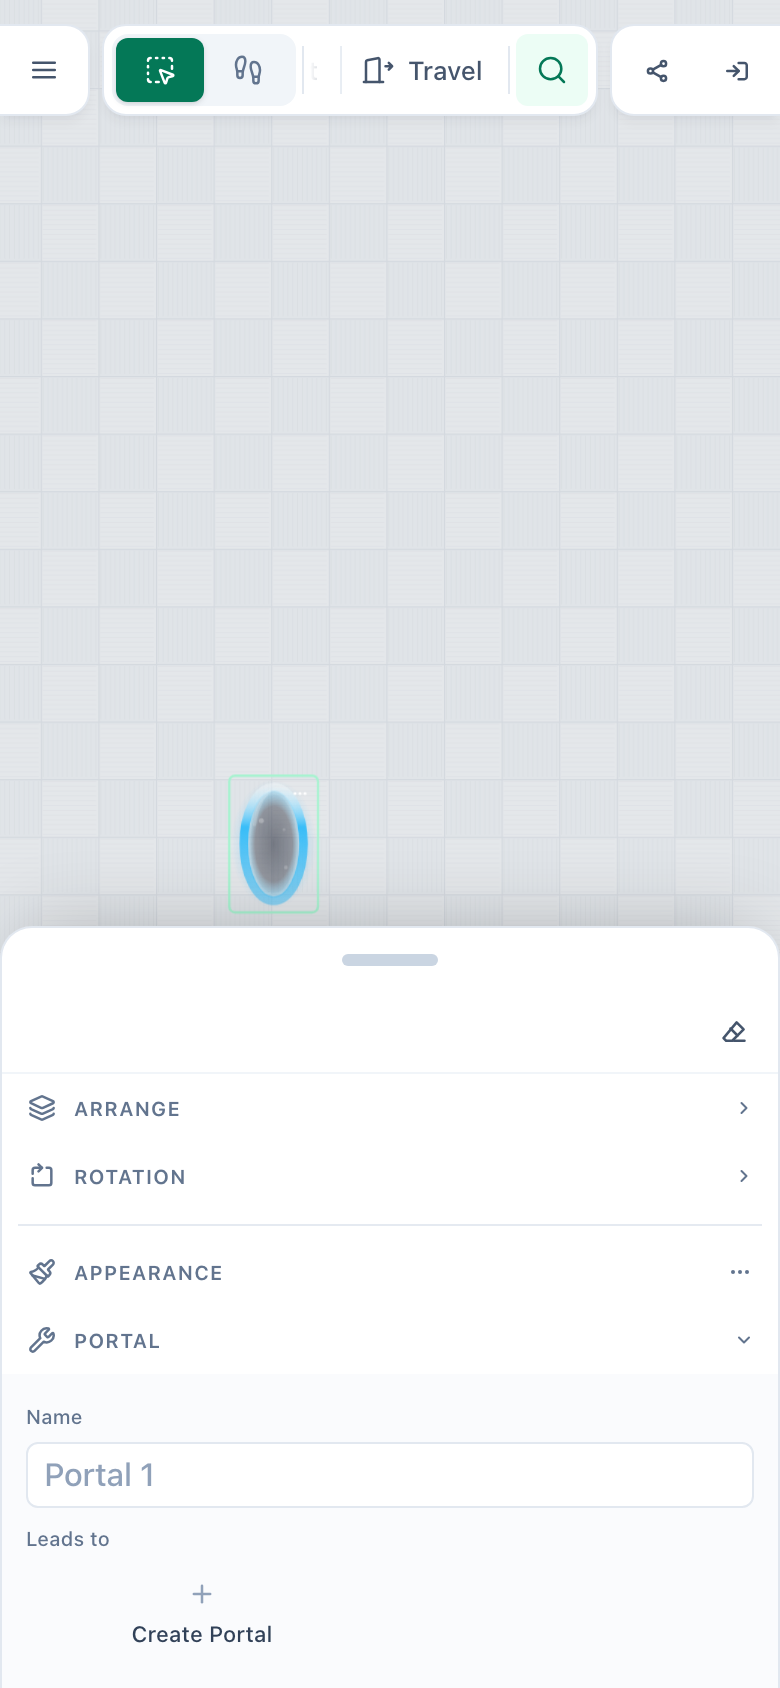 Travel
ARRANGE
ROTATION
APPEARANCE
PORTAL
Name
Portal 1
Leads to
Create Portal